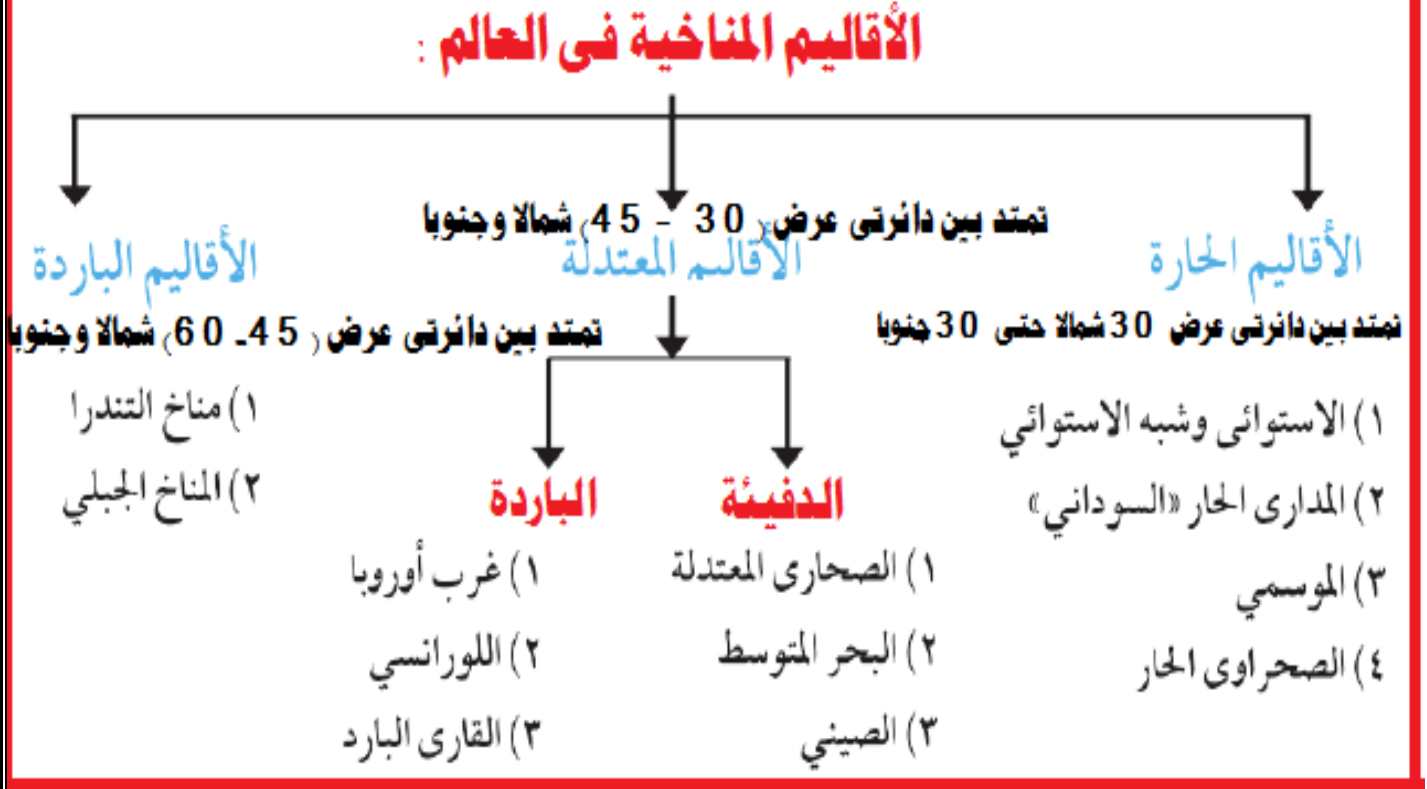 الأقاليم المناخية فى العالم :
تمتد بين دائرتى عرض ( 30 - 45) شمالا وجنوبا
الأقاليم الحارة
الأقاليم المعتدلة
الأقاليم الباردة
تمتد بين دائرتى عرض 30 شمالا حتى 30 جنوبا
تمتد بين دائرتى عرض ( 45 - 60) شمالا وجنوبا
١) الاستوائى وشبه الاستوائي
٢) المدارى الحار «السوداني»
٣) الموسمي
٤) الصحراوى الحار
الدفيئة
١) الصحارى المعتدلة
٢) البحر المتوسط
٣) الصيني
الباردة
١) غرب أوروبا
٢) اللورانسي
٣) القارى البارد
١) مناخ التندرا
٢) المناخ الجبلي